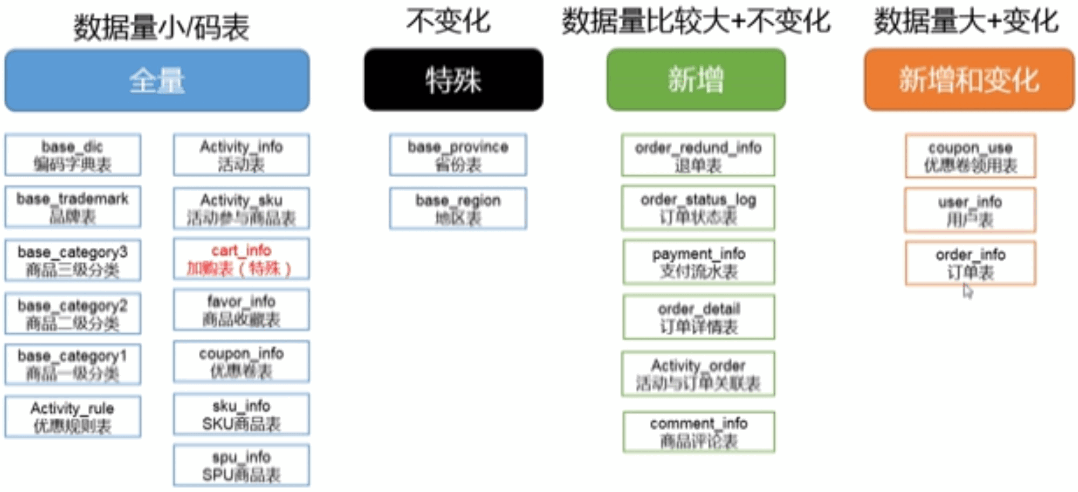 数据量小/码表
不变化
数据量比较大+不变化
数据量大+变化
全量
特殊
新增
新增和变化
base_dic
编码字典表
base_trademark
品牌表
base_category3
商品三级分类
base_category2
商品二级分类
base_category1
商品一级分类
Activity_rule
优惠规则表
Activity_info
活动表
Activity_sku
活动参与商品表
cart_info
加购表（特殊）
favor_info
商品收藏表
coupon_info
优惠卷表
sku_info
SKU商品表
spu_info
SPU商品表
base_province
省份表
base_region
地区表
order_redund_info
退单表
order_status_log
订单状态表
payment_info
支付流水表
order_detail
订单详情表
Activity_order
活动与订单关联表
comment_info
商品评论表
coupon_use
优惠卷领用表
user_info
用户表
order_info
订单表